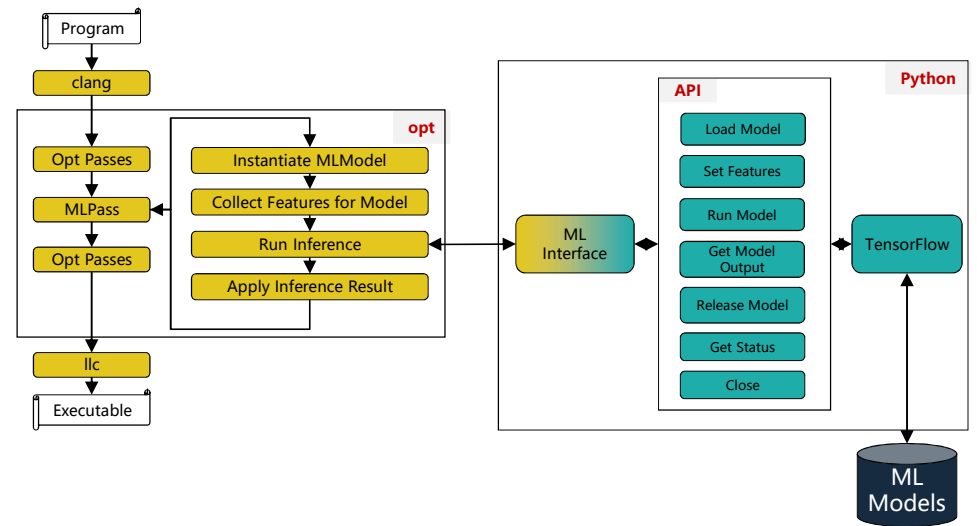 Program
clang
opt
Opt Passes
MLPass
Opt Passes
Instantiate MLModel
Collect Features for Model
Run Inference
Apply Inference Result
llc
Executable
Python
API
Load Model
Set Features
Run Model
Get Model
Output
Release Model
Get Status
Close
ML
Interface
TensorFlow
ML
Models